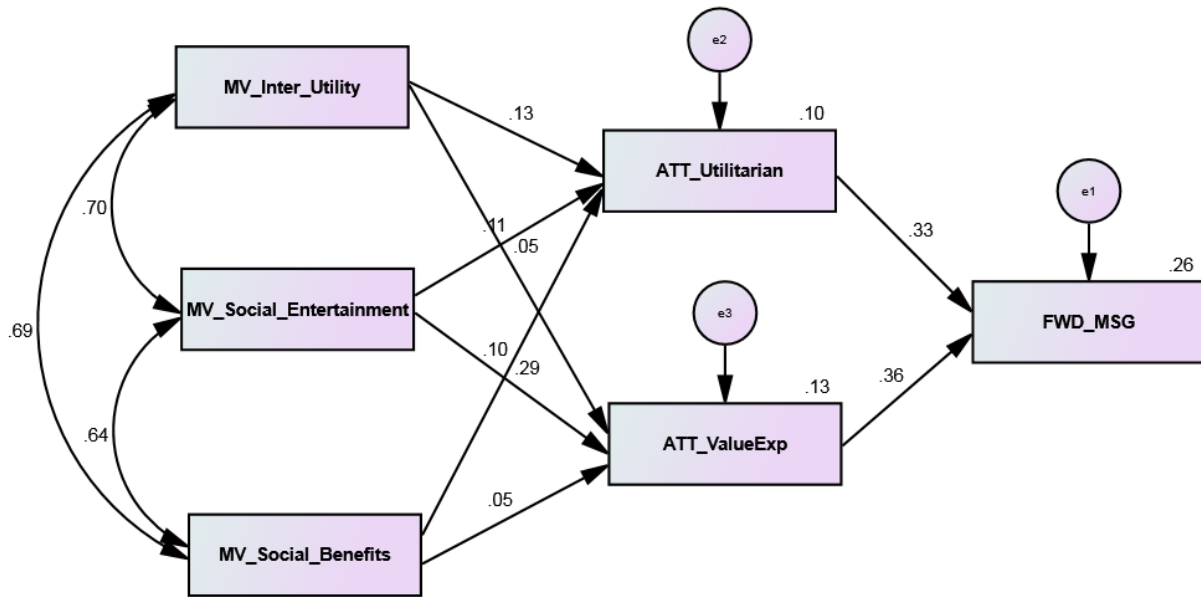 e2
MV_Inter_Utility
.13
.10
ATT_Utilitarian
e1
.70
.11
.05
.33
.26
MV_Social_Entertainment
e3
FWD_MSG
.69
.10
.29
.13
.36
ATT_ValueExp
.64
.05
MV_Social_Benefits